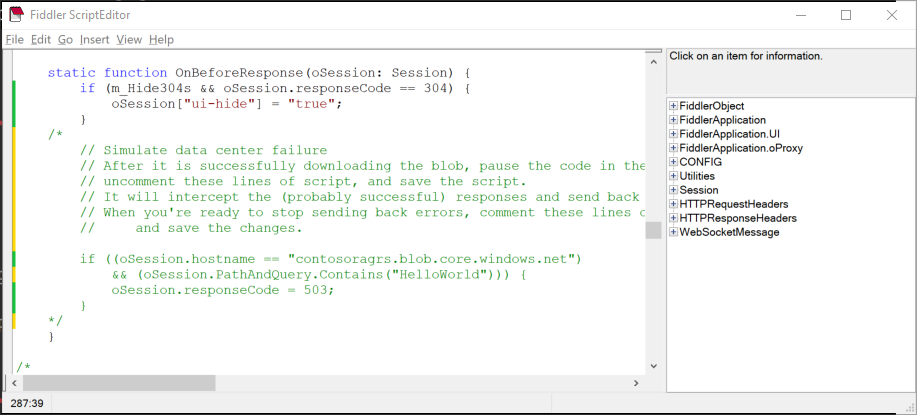 Fiddler ScriptEditor
File Edit Go Insert View Help
static function OnBeforeResponse(oSession: Session) {
if (m_Hide304s && oSession.responseCode == 304) {
oSession["ui-hide"] = "true";
}
/*
// Simulate data center failure
// After it is successfully downloading the blob, pause the code in the
// uncomment these lines of script, and save the script.
// It will intercept the (probably successful) responses and send back
// When you're ready to stop sending back errors, comment these lines o
//     and save the changes.
if ((oSession.hostname == "contosoragrs.blob.core.windows.net")
&& (oSession.PathAndQuery.Contains("HelloWorld"))) {
oSession.responseCode = 503;
}
*/
}
/*
287:39
Click on an item for information.
FiddlerObject
FiddlerApplication
FiddlerApplication.UI
FiddlerApplication.oProxy
CONFIG
Utilities
Session
HTTPRequestHeaders
HTTPResponseHeaders
WebSocketMessage